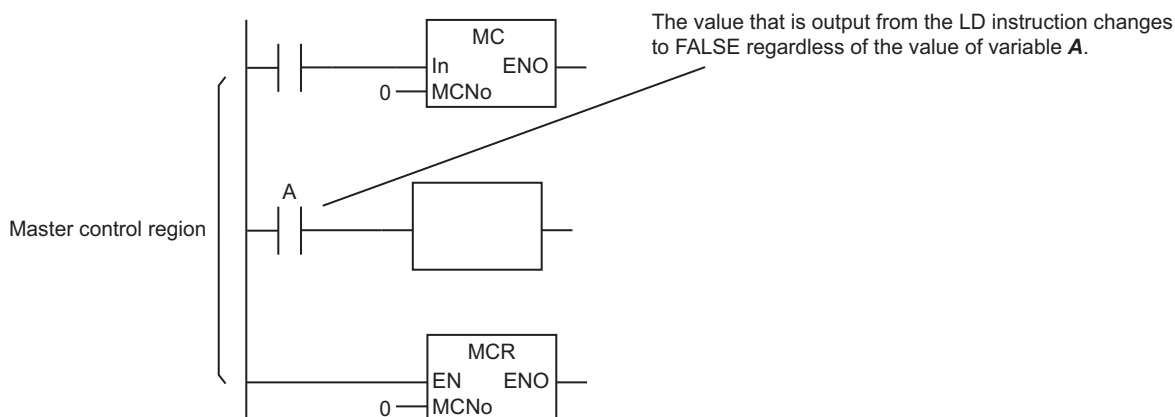 The value that is output from the LD instruction changes
to FALSE regardless of the value of variable A.
MC
In ENO
0 MCNo
A
Master control region
MCR
EN ENO
0 MCNo